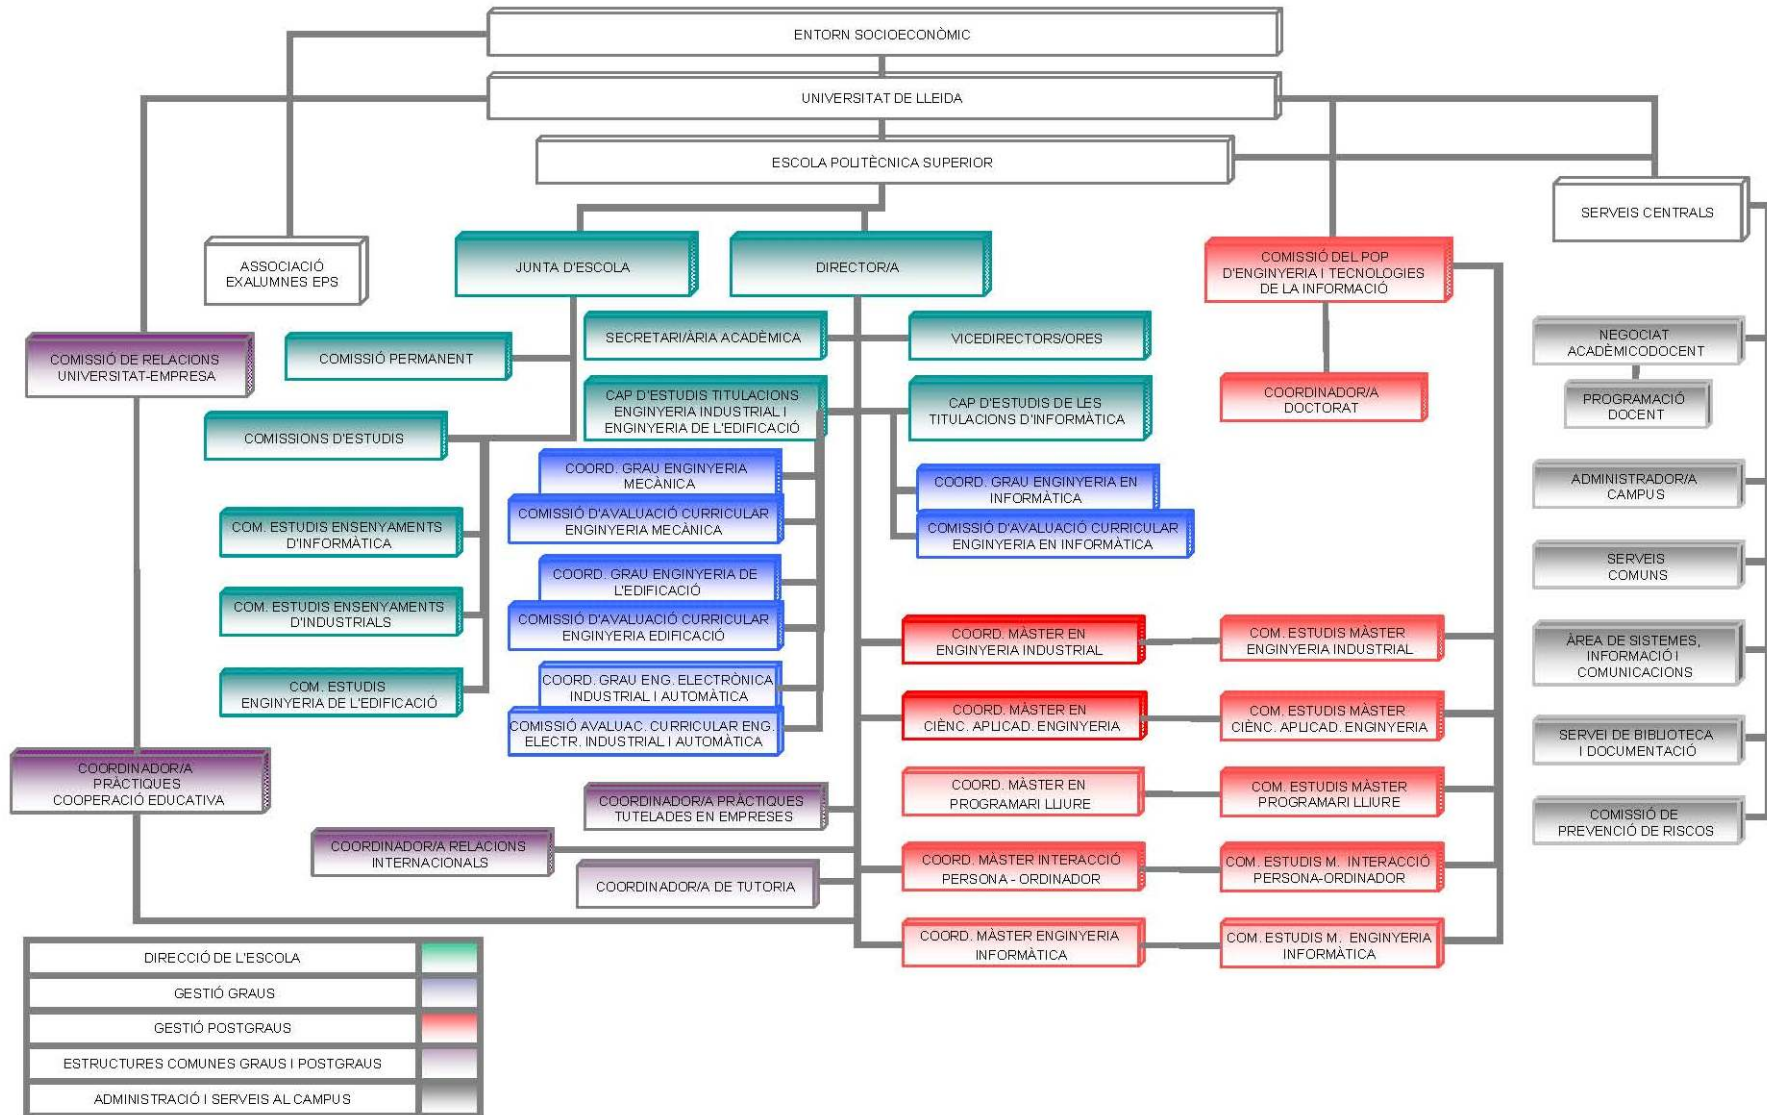 ENTORN SOCIOECONÒMIC
UNIVERSITAT DE LLEIDA
ESCOLA POLITÈCNICA SUPERIOR
SERVEIS CENTRALS
ASSOCIACIÓ
EXALUMNES EPS
JUNTA D'ESCOLA
DIRECTOR/A
COMISSIÓ DEL POP
D'ENGINYERIA I TECNOLOGIES
DE LA INFORMACIÓ
COMISSIÓ DE RELACIONS
UNIVERSITAT-EMPRESA
COMISSIÓ PERMANENT
SECRETARI/ÀRIA ACADÈMICA
VICEDIRECTORS/ORES
NEGOCIAT
ACADÈMICODOCENT
PROGRAMACIÓ
DOCENT
COMISSIONS D'ESTUDIS
CAP D'ESTUDIS TITULACIONS
ENGINYERIA INDUSTRIAL I
ENGINYERIA DE L'EDIFICACIÓ
CAP D'ESTUDIS DE LES
TITULACIONS D'INFORMÀTICA
COORDINADOR/A
DOCTORAT
COORD. GRAU ENGINYERIA
MECÀNICA
COMISSIÓ D'AVALUACIÓ CURRICULAR
ENGINYERIA MECÀNICA
COORD. GRAU ENGINYERIA EN
INFORMÀTICA
COMISSIÓ D'AVALUACIÓ CURRICULAR
ENGINYERIA EN INFORMÀTICA
ADMINISTRADOR/A
CAMPUS
COM. ESTUDIS ENSENYAMENTS
D'INFORMÀTICA
COORD. GRAU ENGINYERIA DE
L'EDIFICACIÓ
COMISSIÓ D'AVALUACIÓ CURRICULAR
ENGINYERIA EDIFICACIÓ
SERVEIS
COMUNS
COM. ESTUDIS ENSENYAMENTS
D'INDUSTRIALS
COORD. MÀSTER EN
ENGINYERIA INDUSTRIAL
COM. ESTUDIS MÀSTER
ENGINYERIA INDUSTRIAL
ÀREA DE SISTEMES,
INFORMACIÓ I
COMUNICACIONS
COM. ESTUDIS
ENGINYERIA DE L'EDIFICACIÓ
COORD. GRAU ENG. ELECTRÒNICA
INDUSTRIAL I AUTOMÀTICA
COMISSIÓ AVALUAC. CURRICULAR ENG.
ELECTR. INDUSTRIAL I AUTOMÀTICA
COORD. MÀSTER EN
CIÈNC. APLICAD. ENGINYERIA
COM. ESTUDIS MÀSTER
CIÈNC. APLICAD. ENGINYERIA
SERVEI DE BIBLIOTECA
I DOCUMENTACIÓ
COORDINADOR/A
PRÀCTIQUES
COOPERACIÓ EDUCATIVA
COORDINADOR/A PRÀCTIQUES
TUTELADES EN EMPRESES
COORD. MÀSTER EN
PROGRAMARI LLIURE
COM. ESTUDIS MÀSTER
PROGRAMARI LLIURE
COMISSIÓ DE
PREVENCIÓ DE RISCOS
COORDINADOR/A RELACIONS
INTERNACIONALS
COORDINADOR/A DE TUTORIA
COORD. MÀSTER INTERACCIÓ
PERSONA - ORDINADOR
COM. ESTUDIS M. INTERACCIÓ
PERSONA-ORDINADOR
COORD. MÀSTER ENGINYERIA
INFORMÀTICA
COM. ESTUDIS M. ENGINYERIA
INFORMÀTICA
DIRECCIÓ DE L'ESCOLA
GESTIÓ GRAUS
GESTIÓ POSTGRAUS
ESTRUCTURES COMUNES GRAUS I POSTGRAUS
ADMINISTRACIÓ I SERVEIS AL CAMPUS